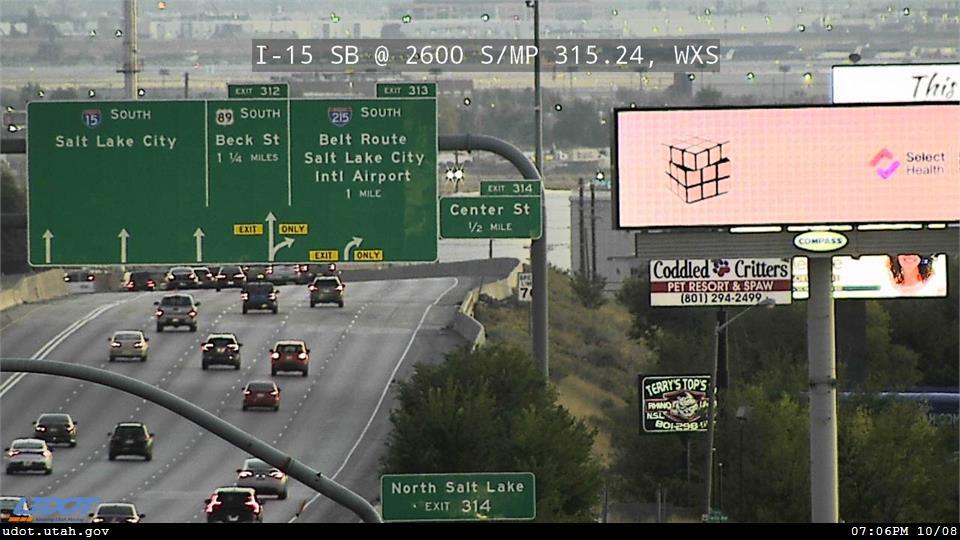 I-15 SB @ 2600 S/MP 315.24, WXS
This
EXIT 312
EXIT 313
15 SOUTH
Salt Lake City
89 SOUTH
Beck St
1 ¼ MILES
215 SOUTH
Belt Route
Salt Lake City
Intl Airport
1 MILE
EXIT ONLY
EXIT ONLY
EXIT 314
Center St
½ MILE
Select
Health
COMPASS
Coddled Critters
PET RESORT & SPAW
(801) 294-2499
TERRY'S TOPS
RHINO
N.S.L.
North Salt Lake
EXIT 314
UDOT
udot.utah.gov
07:06PM 10/08